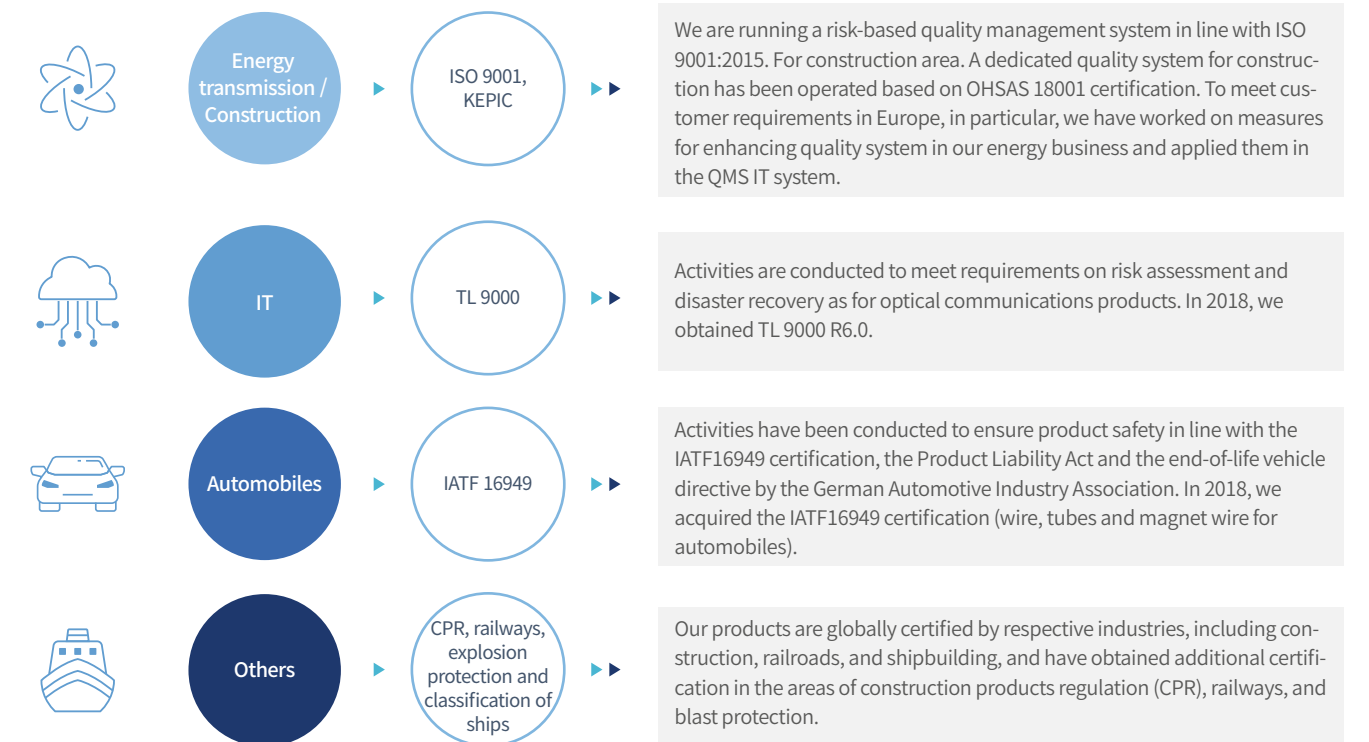 Energy
transmission /
Construction
ISO 9001,
KEPIC
We are running a risk-based quality management system in line with ISO
9001:2015. For construction area. A dedicated quality system for construc-
tion has been operated based on OHSAS 18001 certification. To meet cus-
tomer requirements in Europe, in particular, we have worked on measures
for enhancing quality system in our energy business and applied them in
the QMS IT system.
IT
TL 9000
Activities are conducted to meet requirements on risk assessment and
disaster recovery as for optical communications products. In 2018, we
obtained TL 9000 R6.0.
Automobiles
IATF 16949
Activities have been conducted to ensure product safety in line with the
IATF16949 certification, the Product Liability Act and the end-of-life vehicle
directive by the German Automotive Industry Association. In 2018, we
acquired the IATF16949 certification (wire, tubes and magnet wire for
automobiles).
Others
CPR, railways,
explosion
protection and
classification of
ships
Our products are globally certified by respective industries, including con-
struction, railroads, and shipbuilding, and have obtained additional certifi-
cation in the areas of construction products regulation (CPR), railways, and
blast protection.